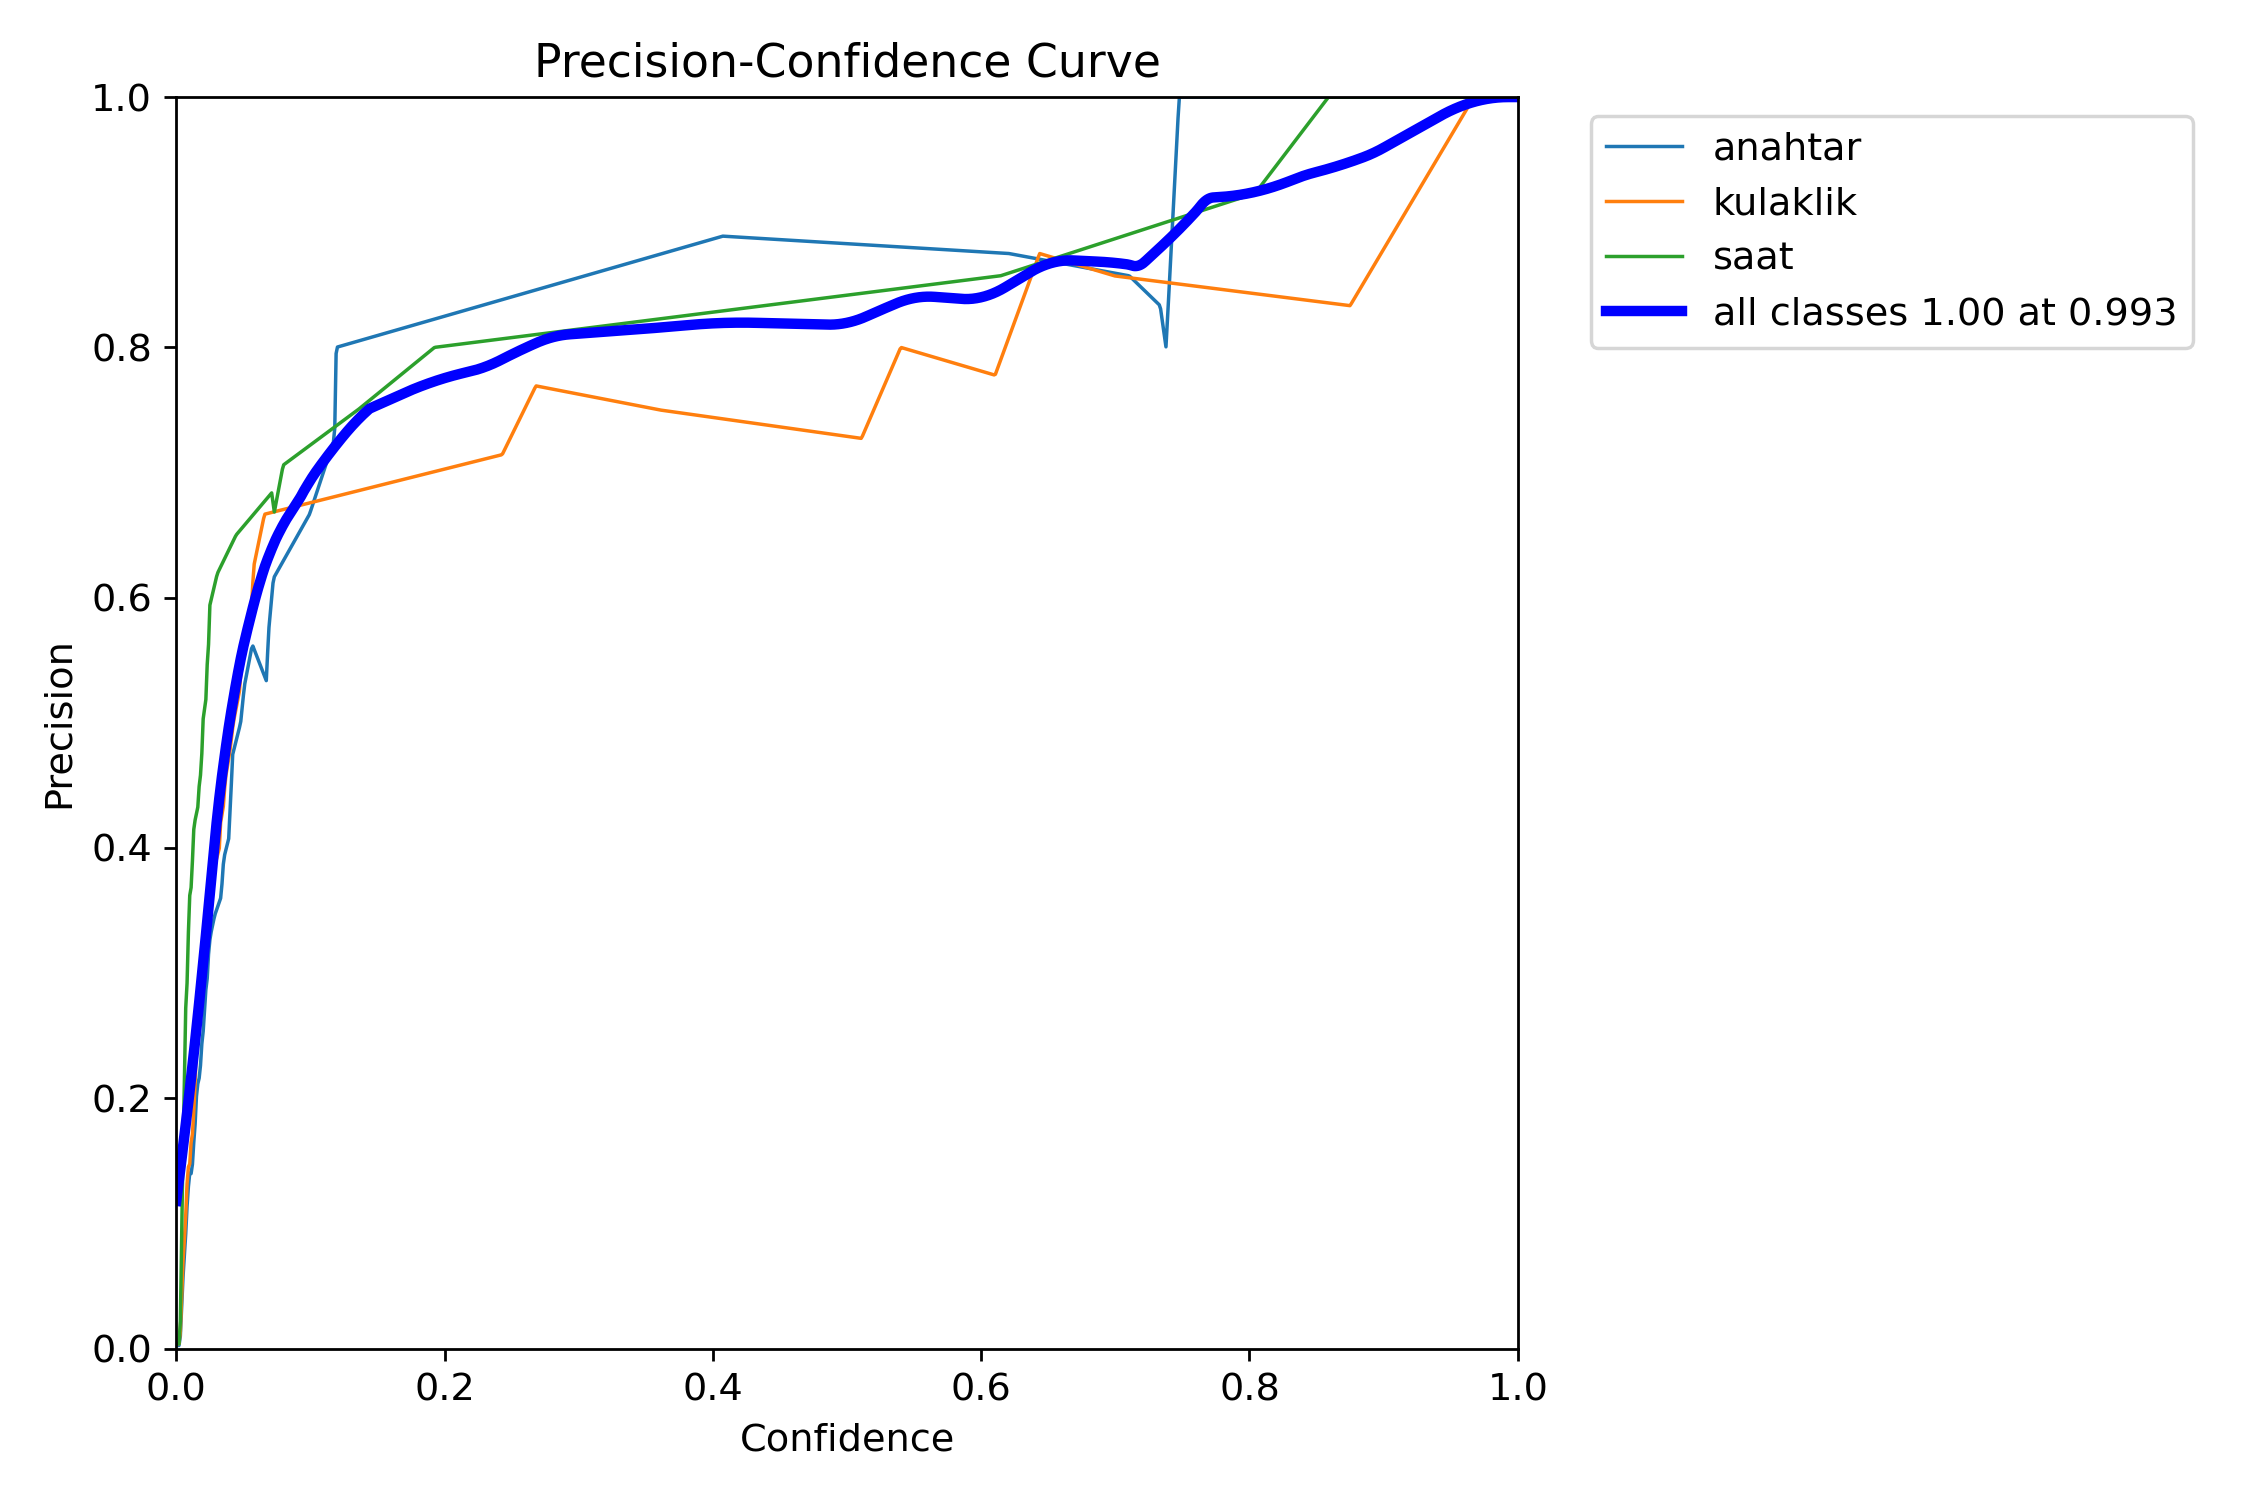 Precision-Confidence Curve
1.0
0.8
0.6
0.4
0.2
0.0
Precision
0.0 0.2 0.4 0.6 0.8 1.0
Confidence
anahtar
kulaklik
saat
all classes 1.00 at 0.993